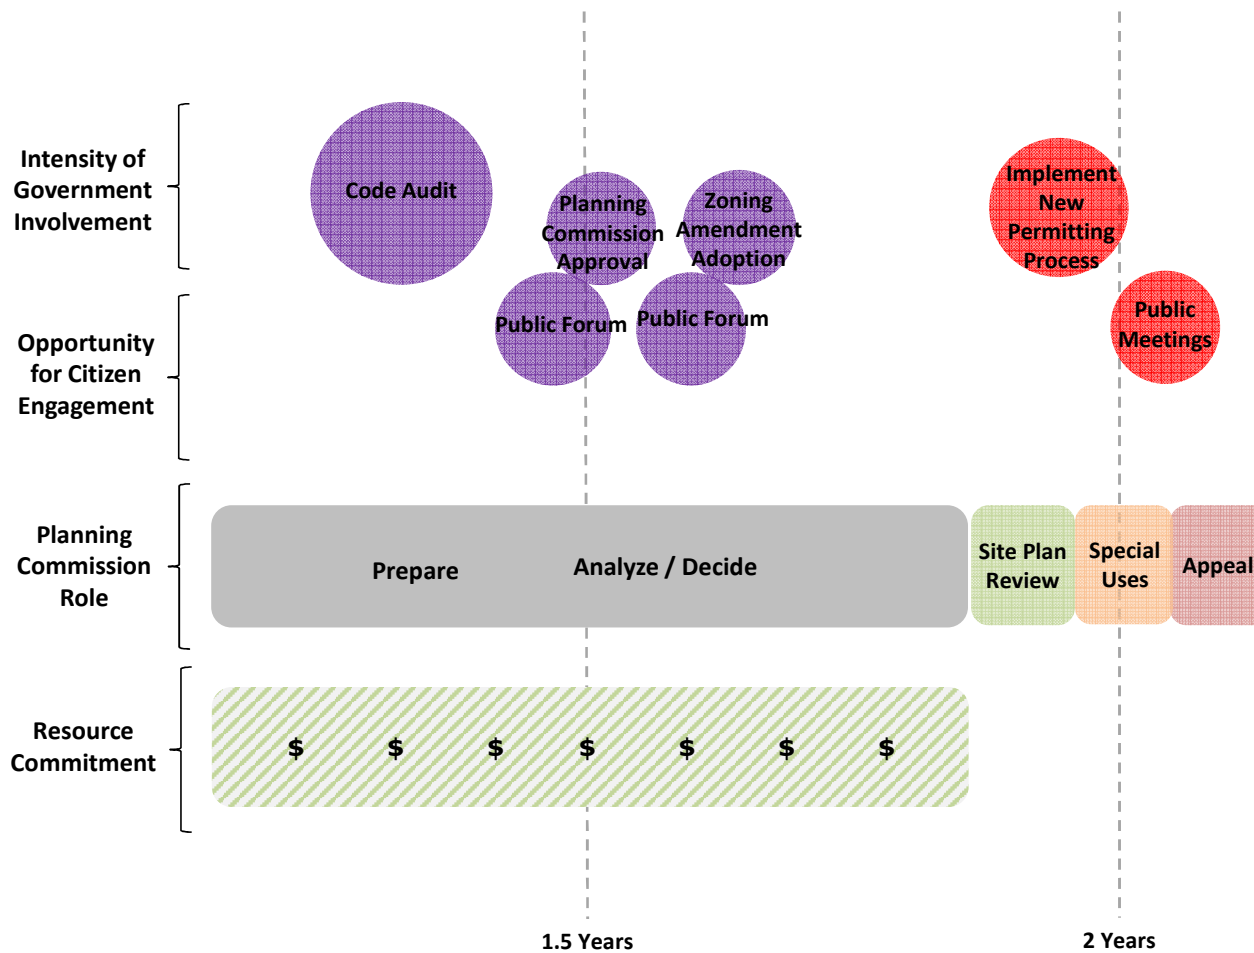 Intensity of
Government
Involvement
Code Audit
Planning
Commission
Approval
Zoning
Amendment
Adoption
Implement
New
Permitting
Process
Opportunity
for Citizen
Engagement
Public Forum
Public Forum
Public
Meetings
Planning
Commission
Role
Prepare
Analyze / Decide
Site Plan
Review
Special
Uses
Appeal
Resource
Commitment
$ $ $ $ $ $ $
1.5 Years
2 Years